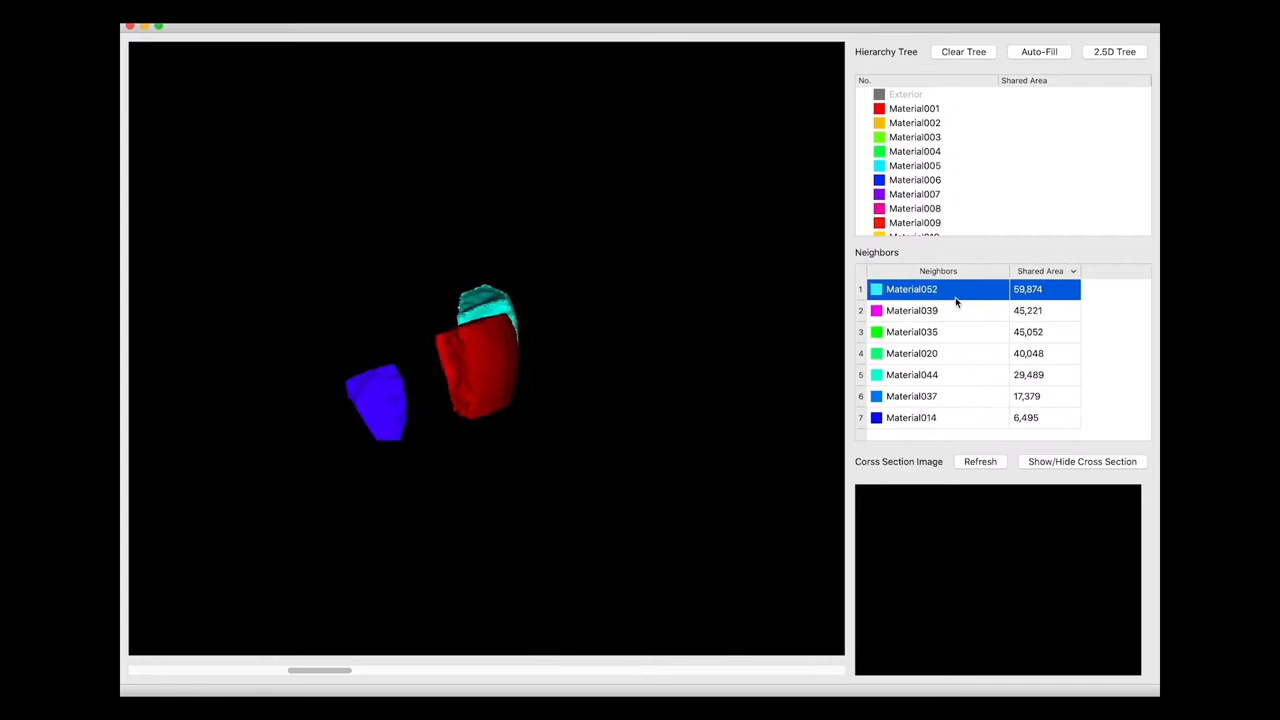 Hierarchy Tree Clear Tree Auto-Fill 2.5D Tree
No. Shared Area
Exterior
Material001
Material002
Material003
Material004
Material005
Material006
Material007
Material008
Material009
Neighbors
Neighbors Shared Area
1 Material052 59,874
2 Material039 45,221
3 Material035 45,052
4 Material020 40,048
5 Material044 29,489
6 Material037 17,379
7 Material014 6,495
Corss Section Image Refresh Show/Hide Cross Section